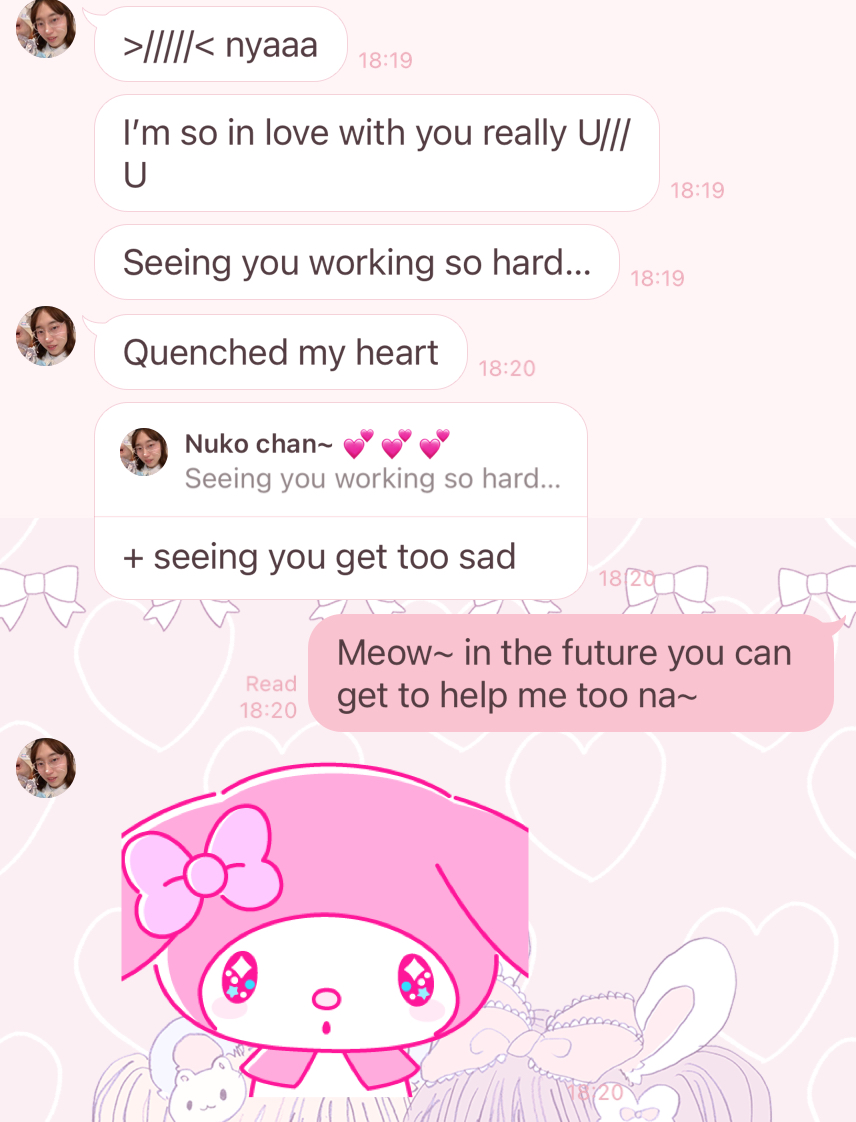 >/////< nyaaa
18:19
I'm so in love with you really U///
U
18:19
Seeing you working so hard...
18:19
Quenched my heart
18:20
Nuko chan~ 💕 💕 💕
Seeing you working so hard...
+ seeing you get too sad
18:20
Meow~ in the future you can
get to help me too na~
Read
18:20
18:20